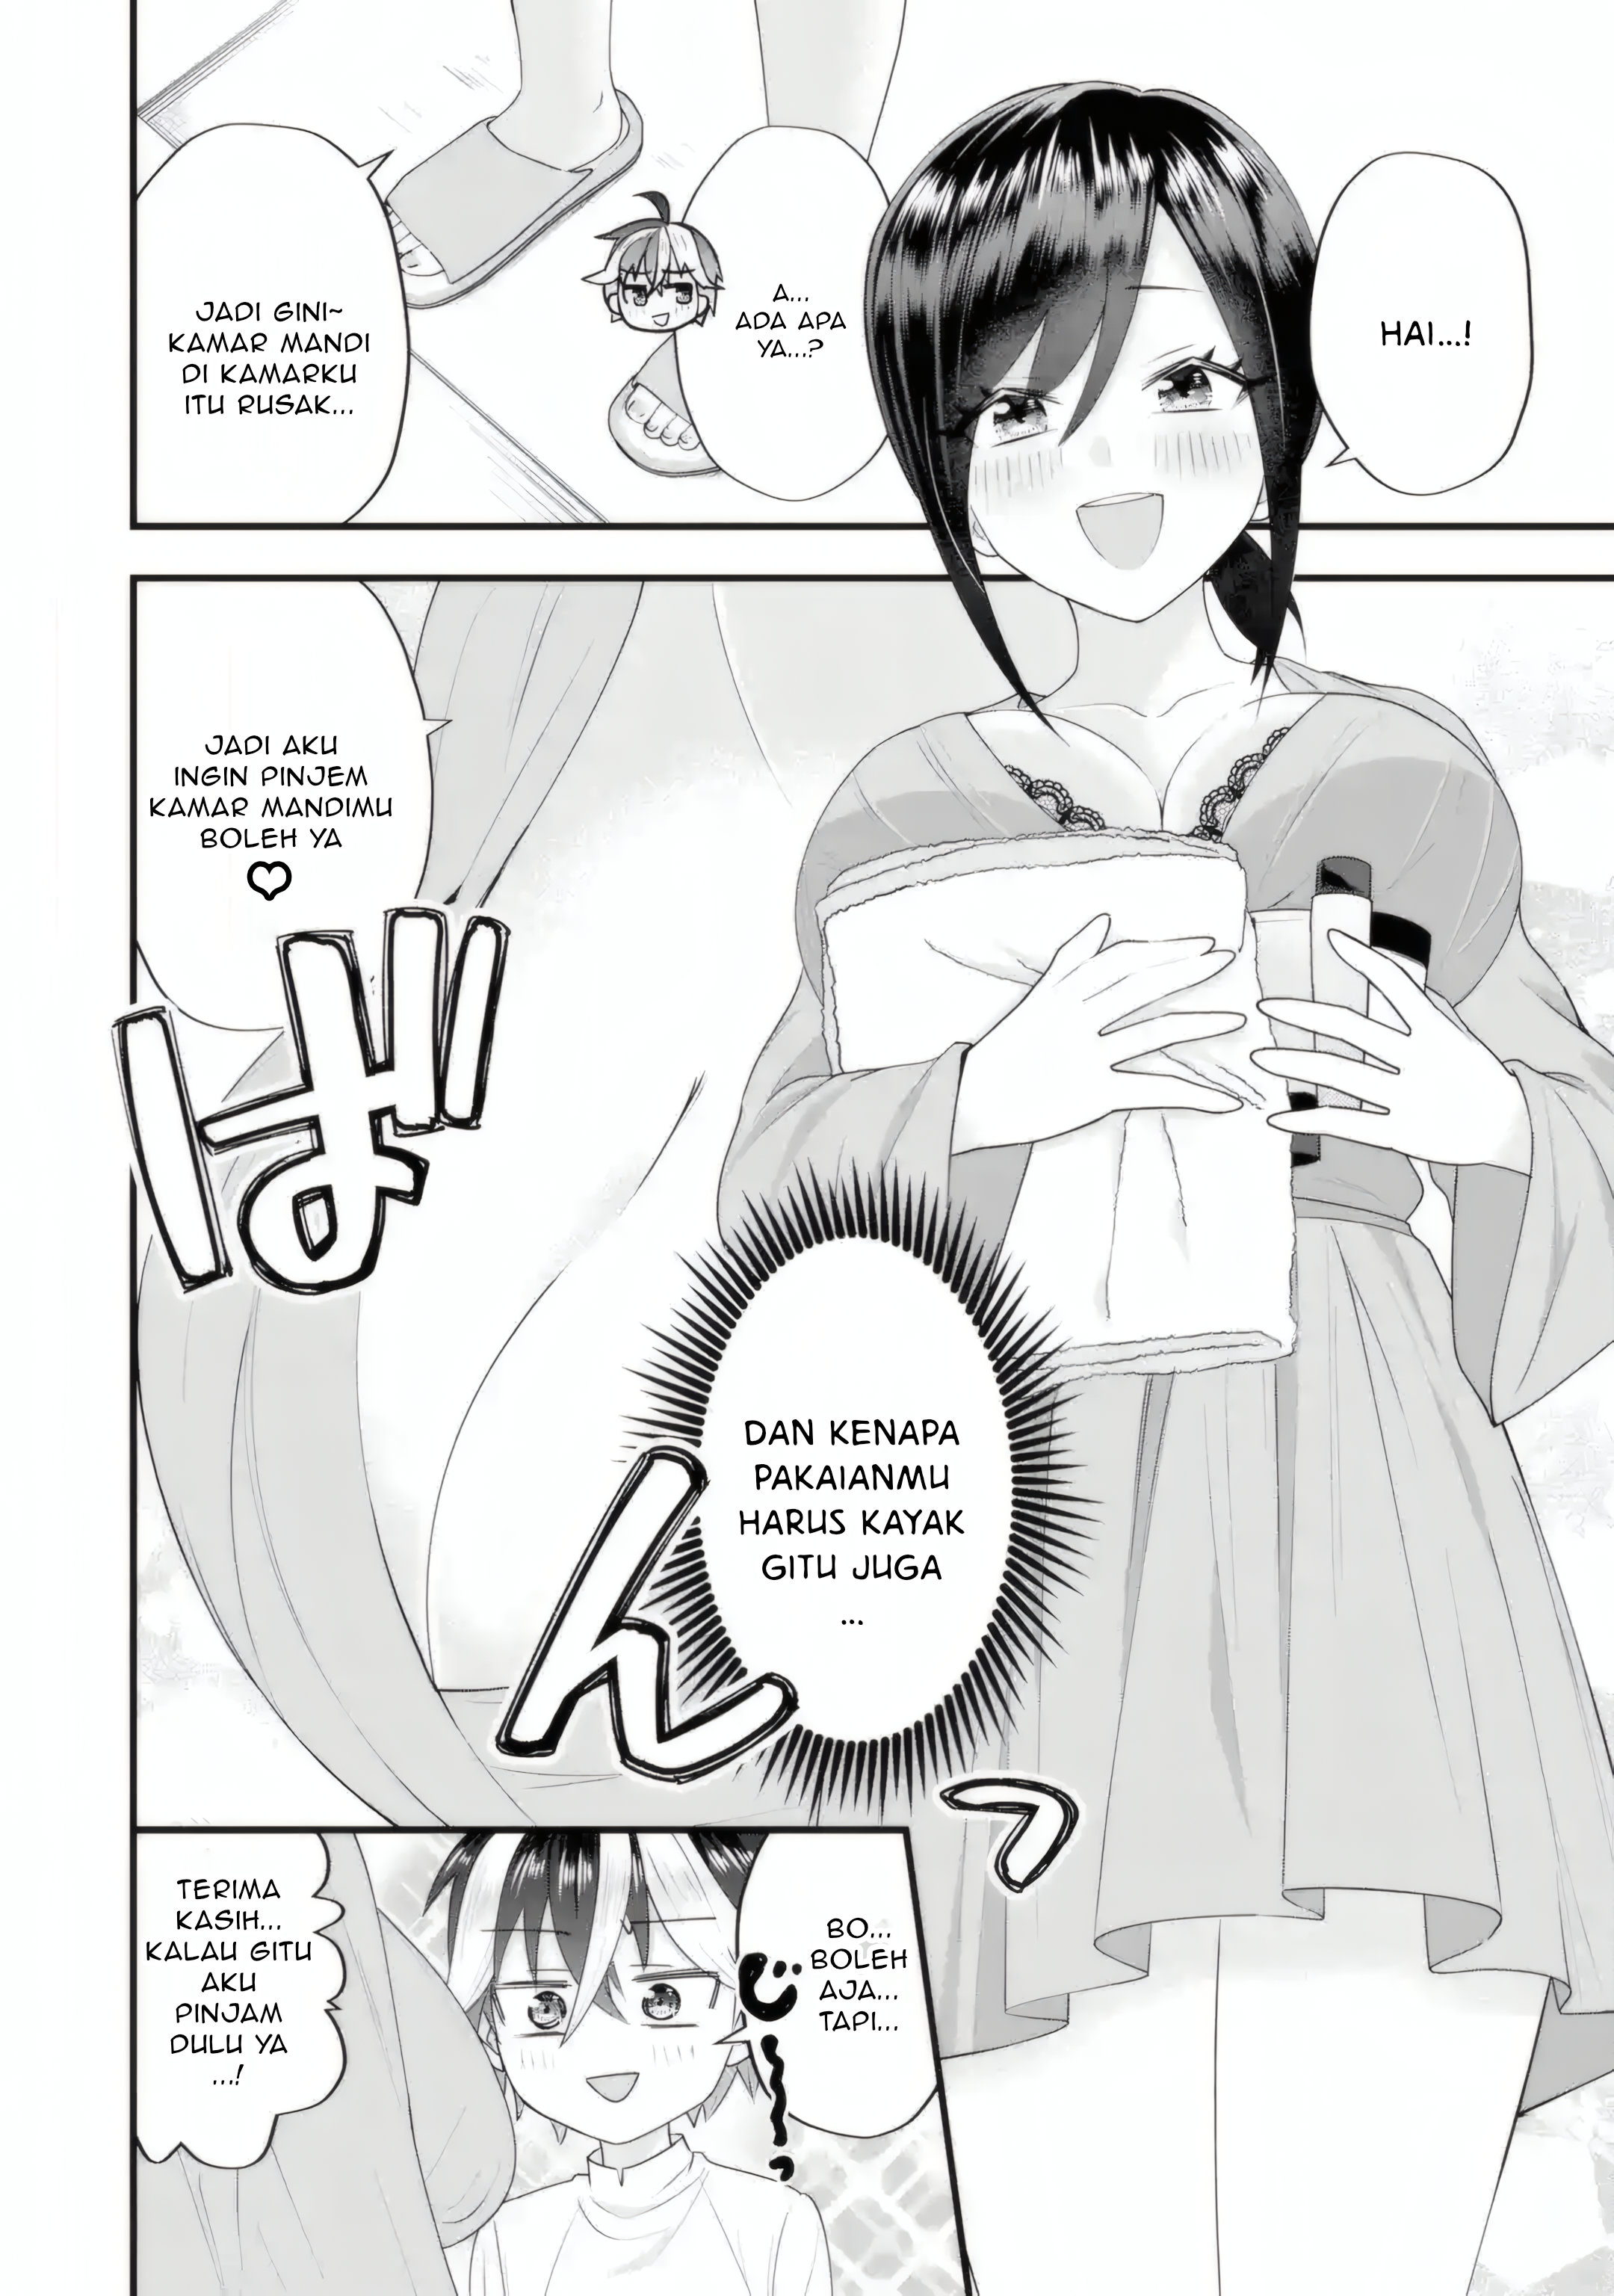 HAI...!
A...
ADA APA
YA...?
JADI GINI~
KAMAR MANDI
DI KAMARKU
ITU RUSAK...
JADI AKU
INGIN PINJEM
KAMAR MANDIMU
BOLEH YA
♡
ば
ん
っ
DAN KENAPA
PAKAIANMU
HARUS KAYAK
GITU JUGA
...
BO...
BOLEH
AJA...
TAPI...
じーっ
TERIMA
KASIH...
KALAU GITU
AKU
PINJAM
DULU YA
...!